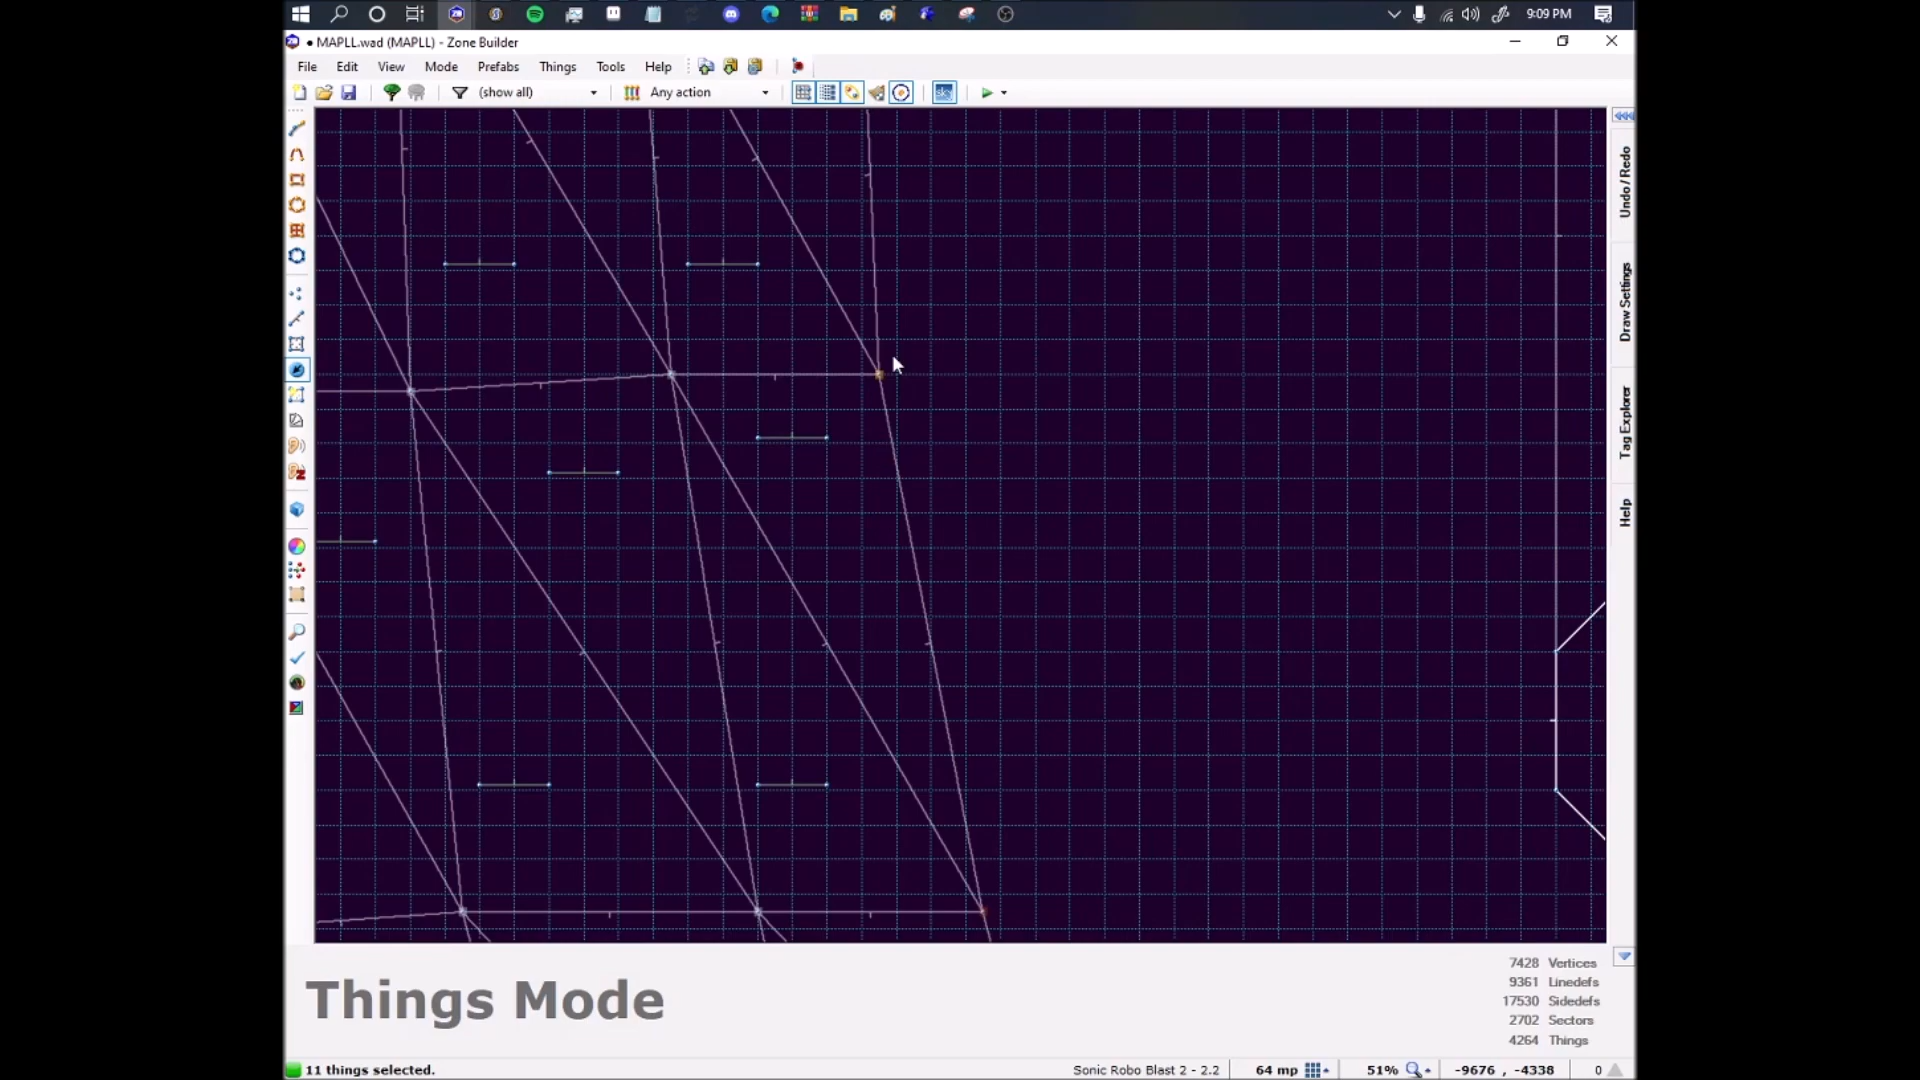 9:09 PM
• MAPLL.wad (MAPLL) - Zone Builder
File Edit View Mode Prefabs Things Tools Help
(show all) Any action
Undo/Redo
Draw Settings
Tag Explorer
Help
Things Mode
7428 Vertices
9361 Linedefs
17530 Sidedefs
2702 Sectors
4264 Things
11 things selected. Sonic Robo Blast 2 - 2.2 64 mp 51% -9676 , -4338 0